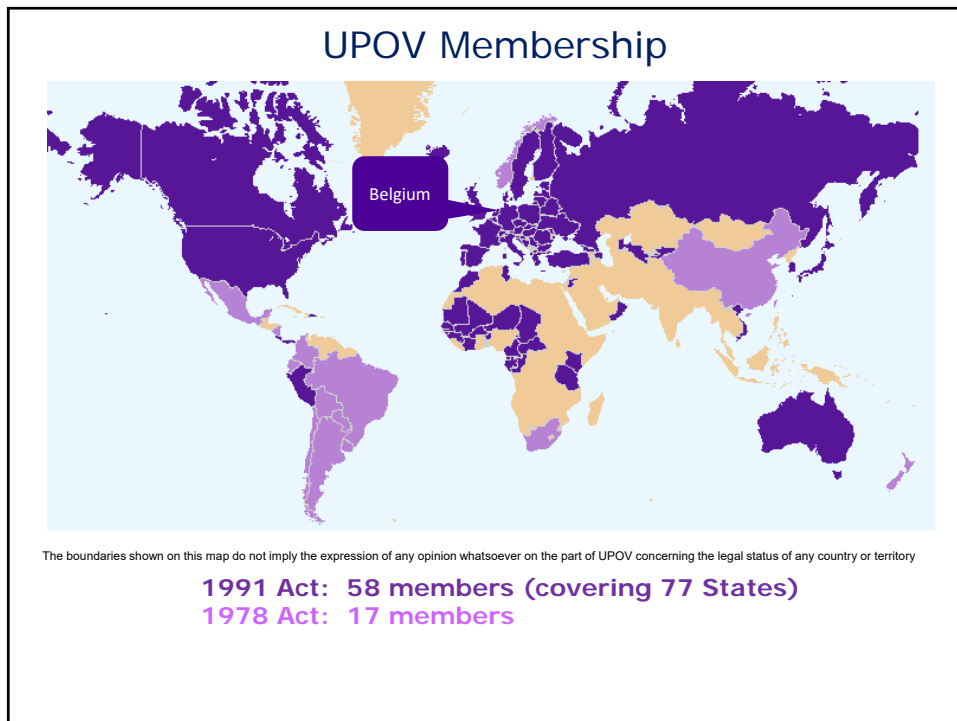 UPOV Membership
Belgium
The boundaries shown on this map do not imply the expression of any opinion whatsoever on the part of UPOV concerning the legal status of any country or territory
1991 Act: 58 members (covering 77 States)
1978 Act: 17 members